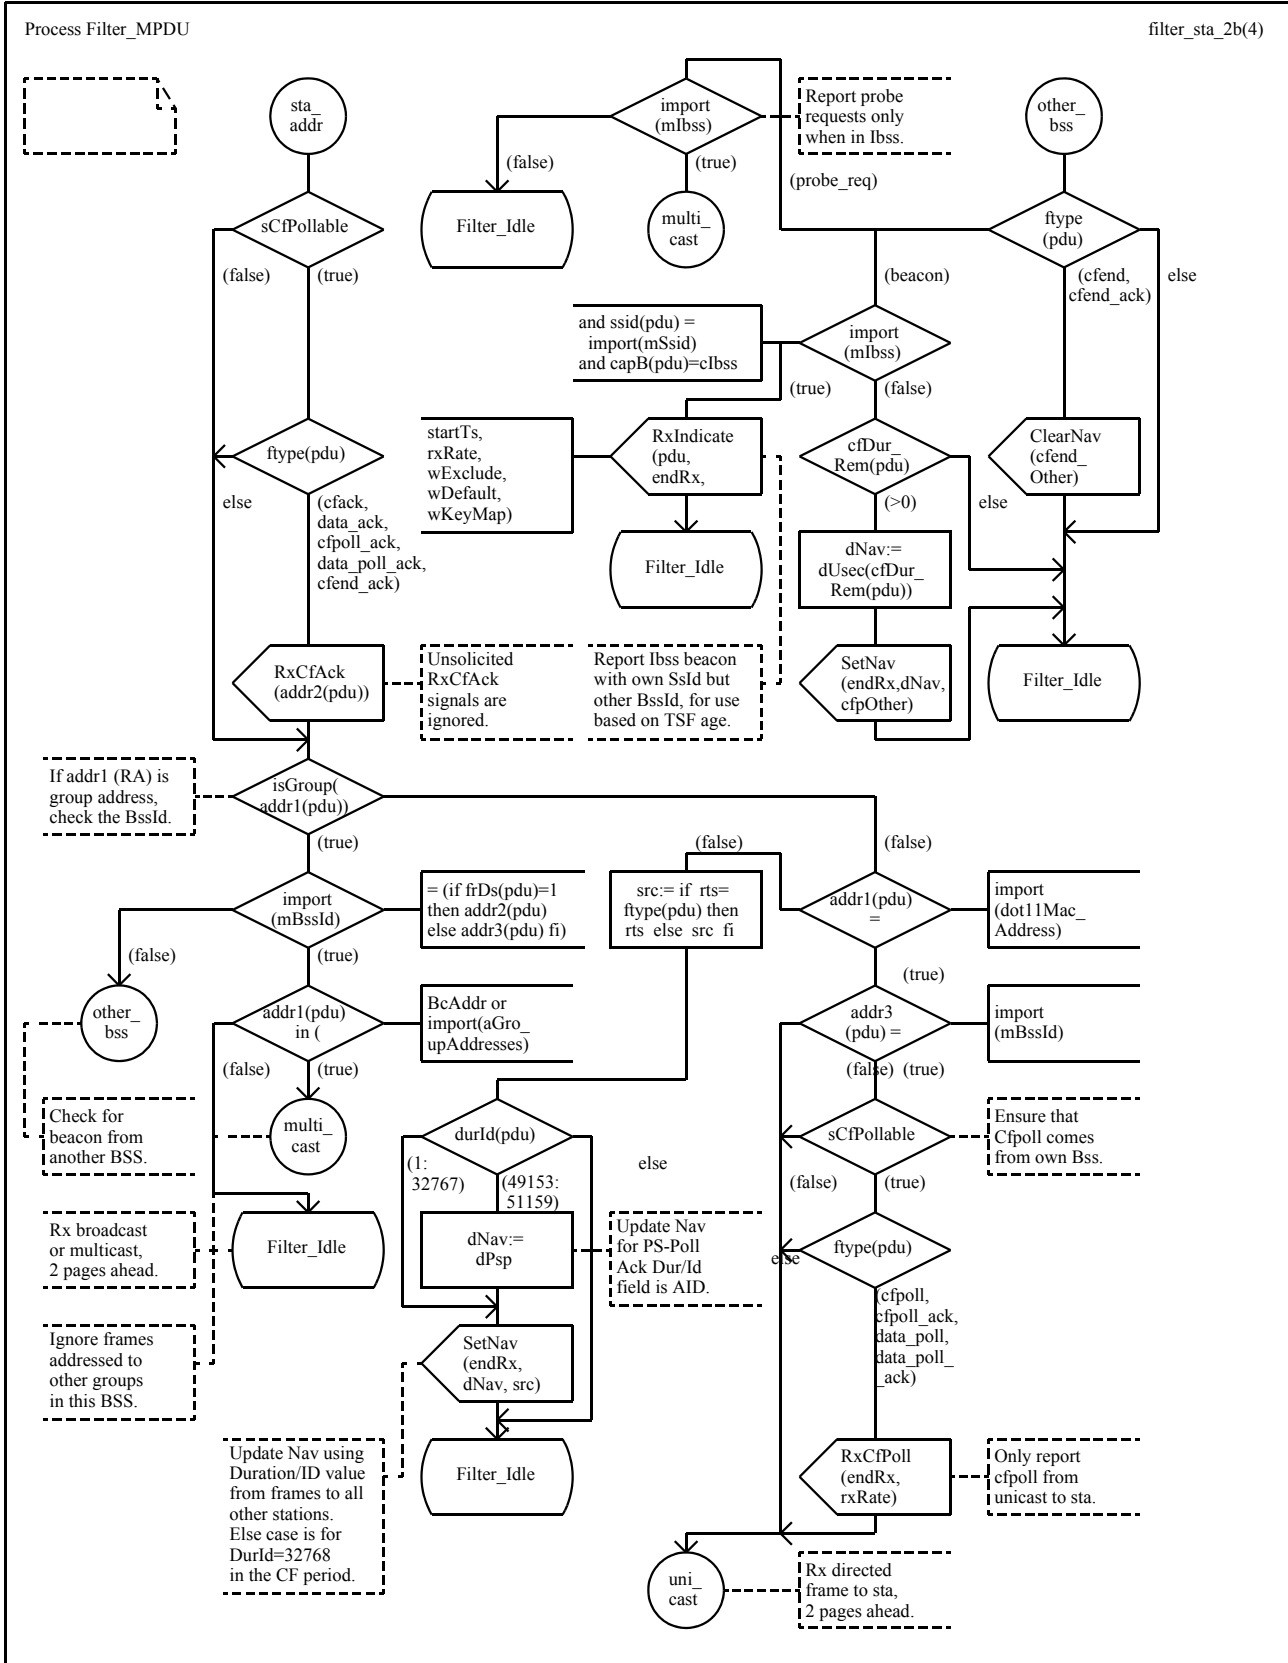 Process Filter_MPDU
filter_sta_2b(4)
sta_
addr
import
(mIbss)
Report probe
requests only
when in Ibss.
other_
bss
(false)
(true)
(probe_req)
sCfPollable
Filter_Idle
multi_
cast
ftype
(pdu)
(false)
(true)
(beacon)
(cfend,
cfend_ack)
else
and ssid(pdu) =
import(mSsid)
and capB(pdu)=cIbss
import
(mIbss)
(true)
(false)
ftype(pdu)
startTs,
rxRate,
wExclude,
wDefault,
wKeyMap)
RxIndicate
(pdu,
endRx,
cfDur_
Rem(pdu)
ClearNav
(cfend_
Other)
else
(cfack,
data_ack,
cfpoll_ack,
data_poll_ack,
cfend_ack)
(>0)
else
Filter_Idle
dNav:=
dUsec(cfDur_
Rem(pdu))
RxCfAck
(addr2(pdu))
Unsolicited
RxCfAck
signals are
ignored.
Report Ibss beacon
with own SsId but
other BssId, for use
based on TSF age.
SetNav
(endRx,dNav,
cfpOther)
Filter_Idle
If addr1 (RA) is
group address,
check the BssId.
isGroup(
addr1(pdu))
(true)
(false)
(false)
import
(mBssId)
= (if frDs(pdu)=1
then addr2(pdu)
else addr3(pdu) fi)
src:= if rts=
ftype(pdu) then
rts else src fi
addr1(pdu)
=
import
(dot11Mac_
Address)
(false)
(true)
(true)
other_
bss
addr1(pdu)
in (
BcAddr or
import(aGro_
upAddresses)
addr3
(pdu) =
import
(mBssId)
(false)
(true)
(false)
(true)
Check for
beacon from
another BSS.
multi_
cast
durId(pdu)
sCfPollable
Ensure that
Cfpoll comes
from own Bss.
(1:
32767)
(49153:
51159)
else
(false)
(true)
Rx broadcast
or multicast,
2 pages ahead.
Filter_Idle
dNav:=
dPsp
Update Nav
for PS-Poll
Ack Dur/Id
field is AID.
ftype(pdu)
else
(cfpoll,
cfpoll_ack,
data_poll,
data_poll_
_ack)
Ignore frames
addressed to
other groups
in this BSS.
SetNav
(endRx,
dNav, src)
Update Nav using
Duration/ID value
from frames to all
other stations.
Else case is for
DurId=32768
in the CF period.
Filter_Idle
RxCfPoll
(endRx,
rxRate)
Only report
cfpoll from
unicast to sta.
uni_
cast
Rx directed
frame to sta,
2 pages ahead.